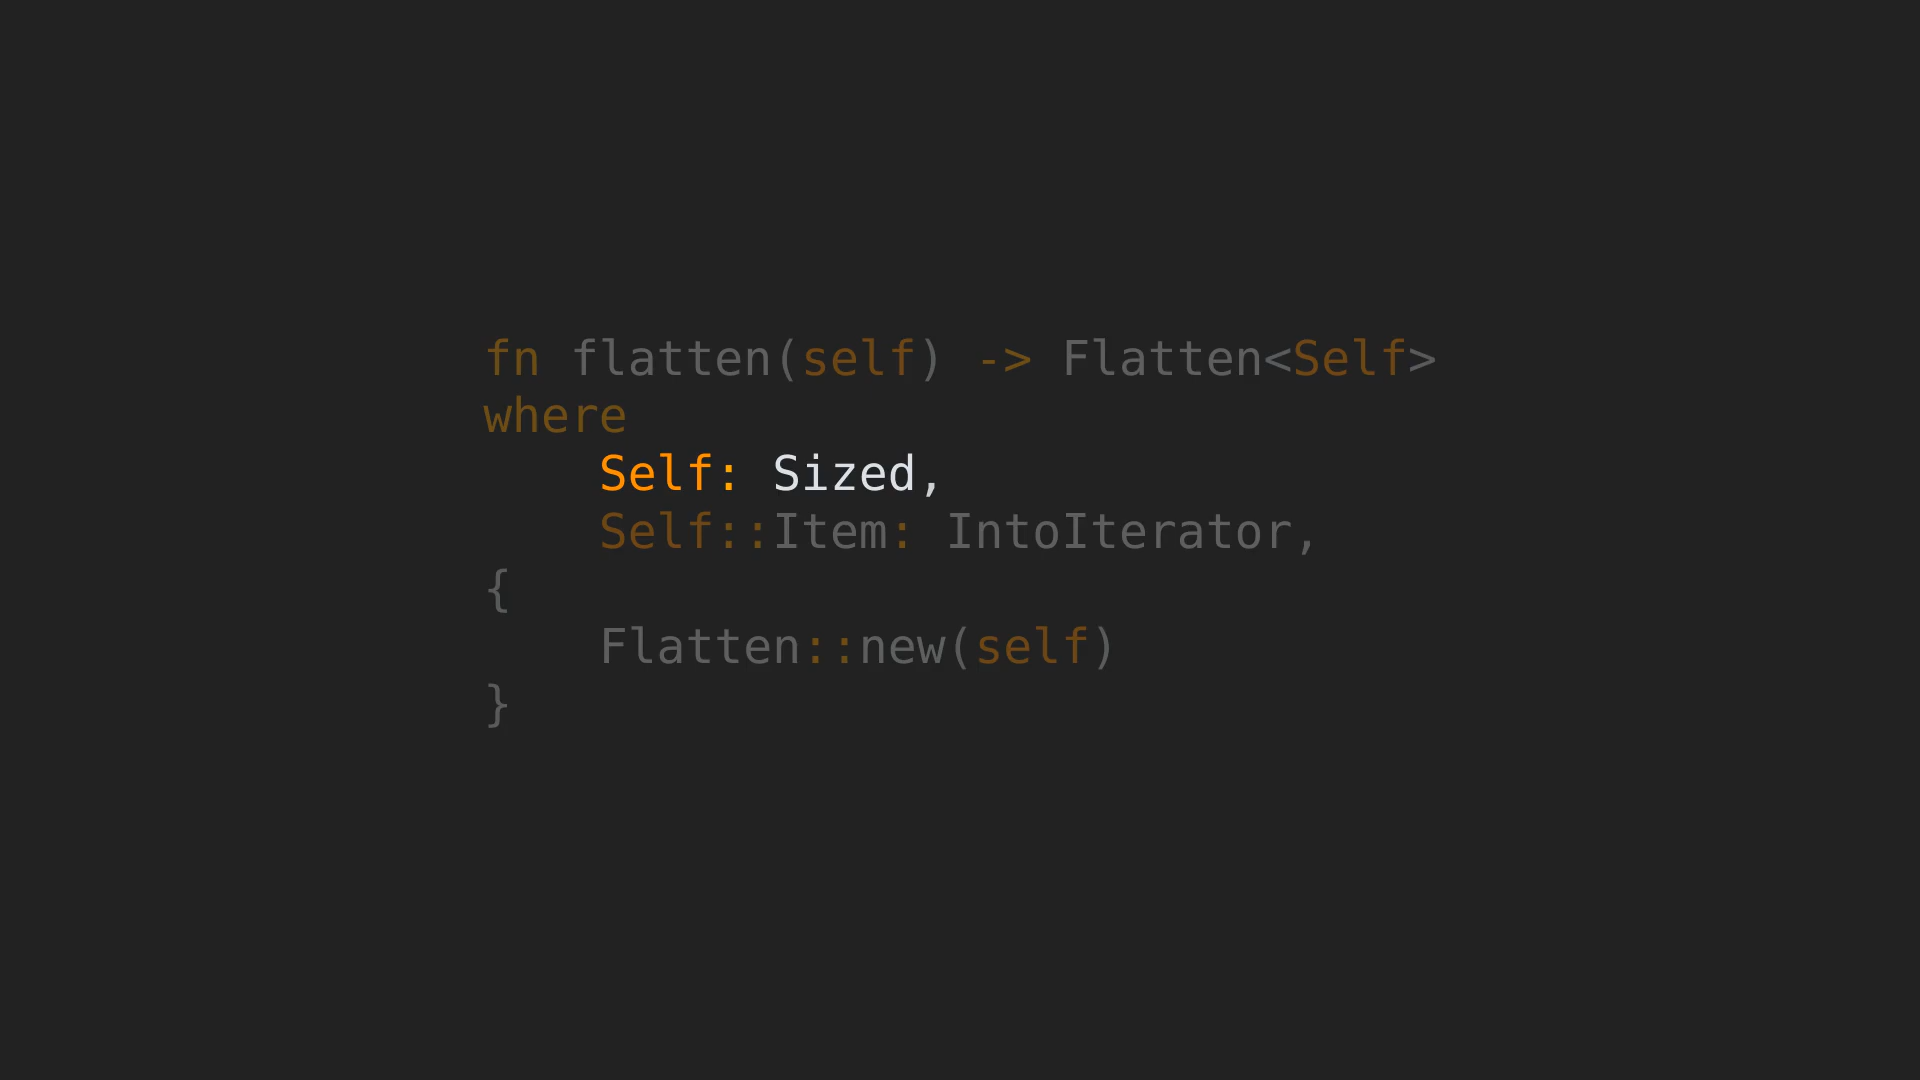 fn flatten(self) -> Flatten<Self>
where
    Self: Sized,
    Self::Item: IntoIterator,
{
    Flatten::new(self)
}